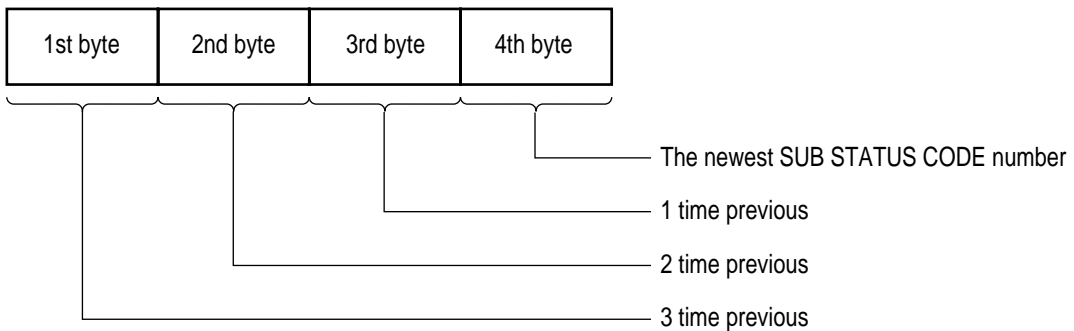 1st byte 2nd byte 3rd byte 4th byte
The newest SUB STATUS CODE number
1 time previous
2 time previous
3 time previous